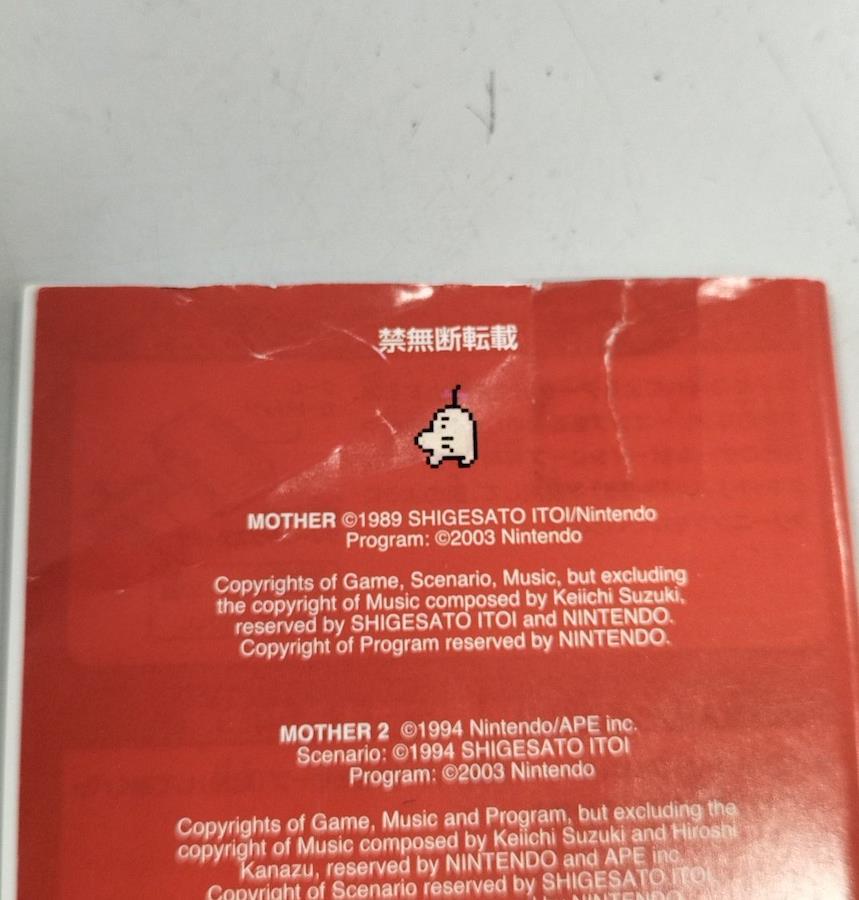 禁無断転載
MOTHER ©1989 SHIGESATO ITOI/Nintendo
Program: ©2003 Nintendo
Copyrights of Game, Scenario, Music, but excluding
the copyright of Music composed by Keiichi Suzuki,
reserved by SHIGESATO ITOI and NINTENDO.
Copyright of Program reserved by NINTENDO.
MOTHER 2 ©1994 Nintendo/APE inc.
Scenario: ©1994 SHIGESATO ITOI
Program: ©2003 Nintendo
Copyrights of Game, Music and Program, but excluding the
copyright of Music composed by Keiichi Suzuki and Hiroshi
Kanazu, reserved by NINTENDO and APE inc.
Copyright of Scenario reserved by SHIGESATO ITOI
NINTENDO